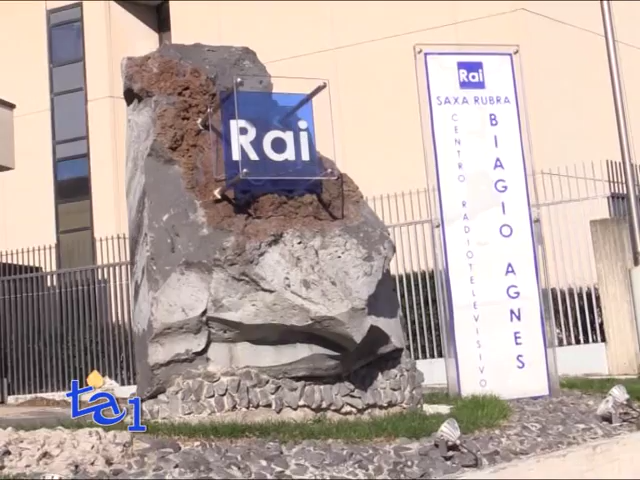 Rai
Rai
SAXA RUBRA
CENTRO RADIOTELEVISIVO
BIAGIO AGNES
ta1